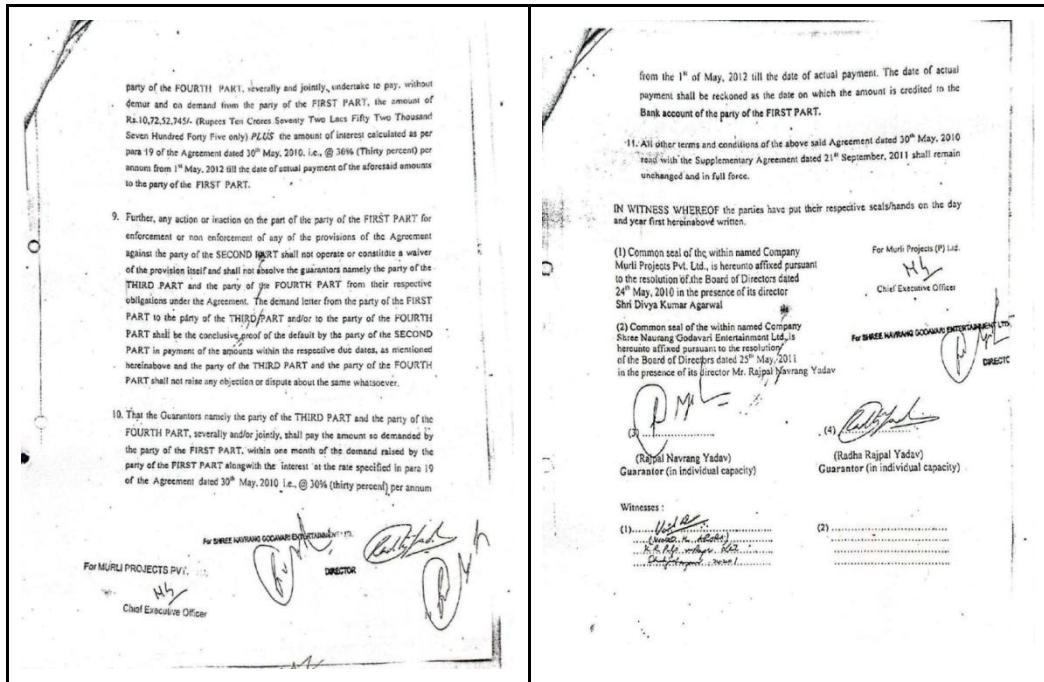 party of the FOURTH PART, severally and jointly, undertake to pay, without
demur and on demand from the party of the FIRST PART, the amount of
Rs.10,72,52,745/- (Rupees Ten Crores Seventy Two Lacs Fifty Two Thousand
Seven Hundred Forty Five only) PLUS the amount of interest calculated as per
para 19 of the Agreement dated 30th May, 2010, i.e., @ 30% (Thirty percent) per
annum from 1st May, 2012 till the date of actual payment of the aforesaid amounts
to the party of the FIRST PART.
9. Further, any action or inaction on the part of the party of the FIRST PART for
enforcement or non enforcement of any of the provisions of the Agreement
against the party of the SECOND PART shall not operate or constitute a waiver
of the provision itself and shall not absolve the guarantors namely the party of the
THIRD PART and the party of the FOURTH PART from their respective
obligations under the Agreement. The demand letter from the party of the FIRST
PART to the party of the THIRD PART and/or to the party of the FOURTH
PART shall be the conclusive proof of the default by the party of the SECOND
PART in payment of the amounts within the respective due dates, as mentioned
hereinabove and the party of the THIRD PART and the party of the FOURTH
PART shall not raise any objection or dispute about the same whatsoever.
10. That the Guarantors namely the party of the THIRD PART and the party of the
FOURTH PART, severally and/or jointly, shall pay the amount so demanded by
the party of the FIRST PART, within one month of the demand raised by the
party of the FIRST PART alongwith the interest at the rate specified in para 19
of the Agreement dated 30th May, 2010 i.e., @ 30% (thirty percent) per annum
For SHREE NAVRANG GODAVARI ENTERTAINMENT LTD.
DIRECTOR
For MURLI PROJECTS PVT.
Chief Executive Officer
from the 1st of May, 2012 till the date of actual payment. The date of actual
payment shall be reckoned as the date on which the amount is credited to the
Bank account of the party of the FIRST PART.
11. All other terms and conditions of the above said Agreement dated 30th May, 2010
read with the Supplementary Agreement dated 21st September, 2011 shall remain
unchanged and in full force.
IN WITNESS WHEREOF the parties have put their respective seals/hands on the day
and year first hereinabove written.
(1) Common seal of the within named Company
Murli Projects Pvt. Ltd., is hereunto affixed pursuant
to the resolution of the Board of Directors dated
24th May, 2010 in the presence of its director
Shri Divya Kumar Agarwal
For Murli Projects (P) Ltd.
Chief Executive Officer
(2) Common seal of within named Company
Shree Naurang Godavari Entertainment Ltd, is
hereunto affixed pursuant to the resolution
of the Board of Directors dated 25th May, 2011
in the presence of its director Mr. Rajpal Navrang Yadav
For SHREE NAVRANG GODAVARI ENTERTAINMENT LTD.
DIRECTO
(3)
(Rajpal Navrang Yadav)
Guarantor (in individual capacity)
(4)
(Radha Rajpal Yadav)
Guarantor (in individual capacity)
Witnesses :
(1)
(2)